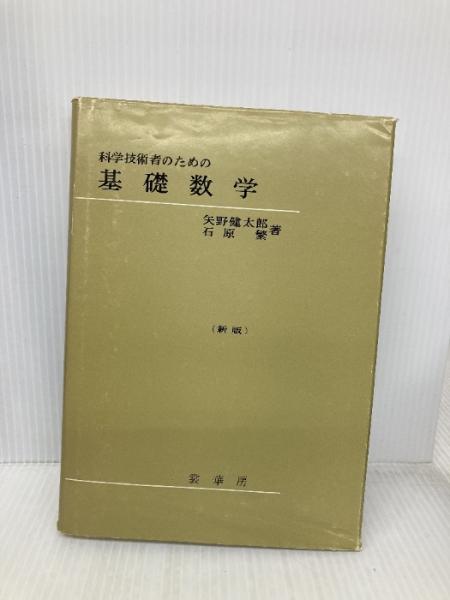 科学技術者のための
基礎数学
矢野健太郎
石原繁著
(新版)
裳華房